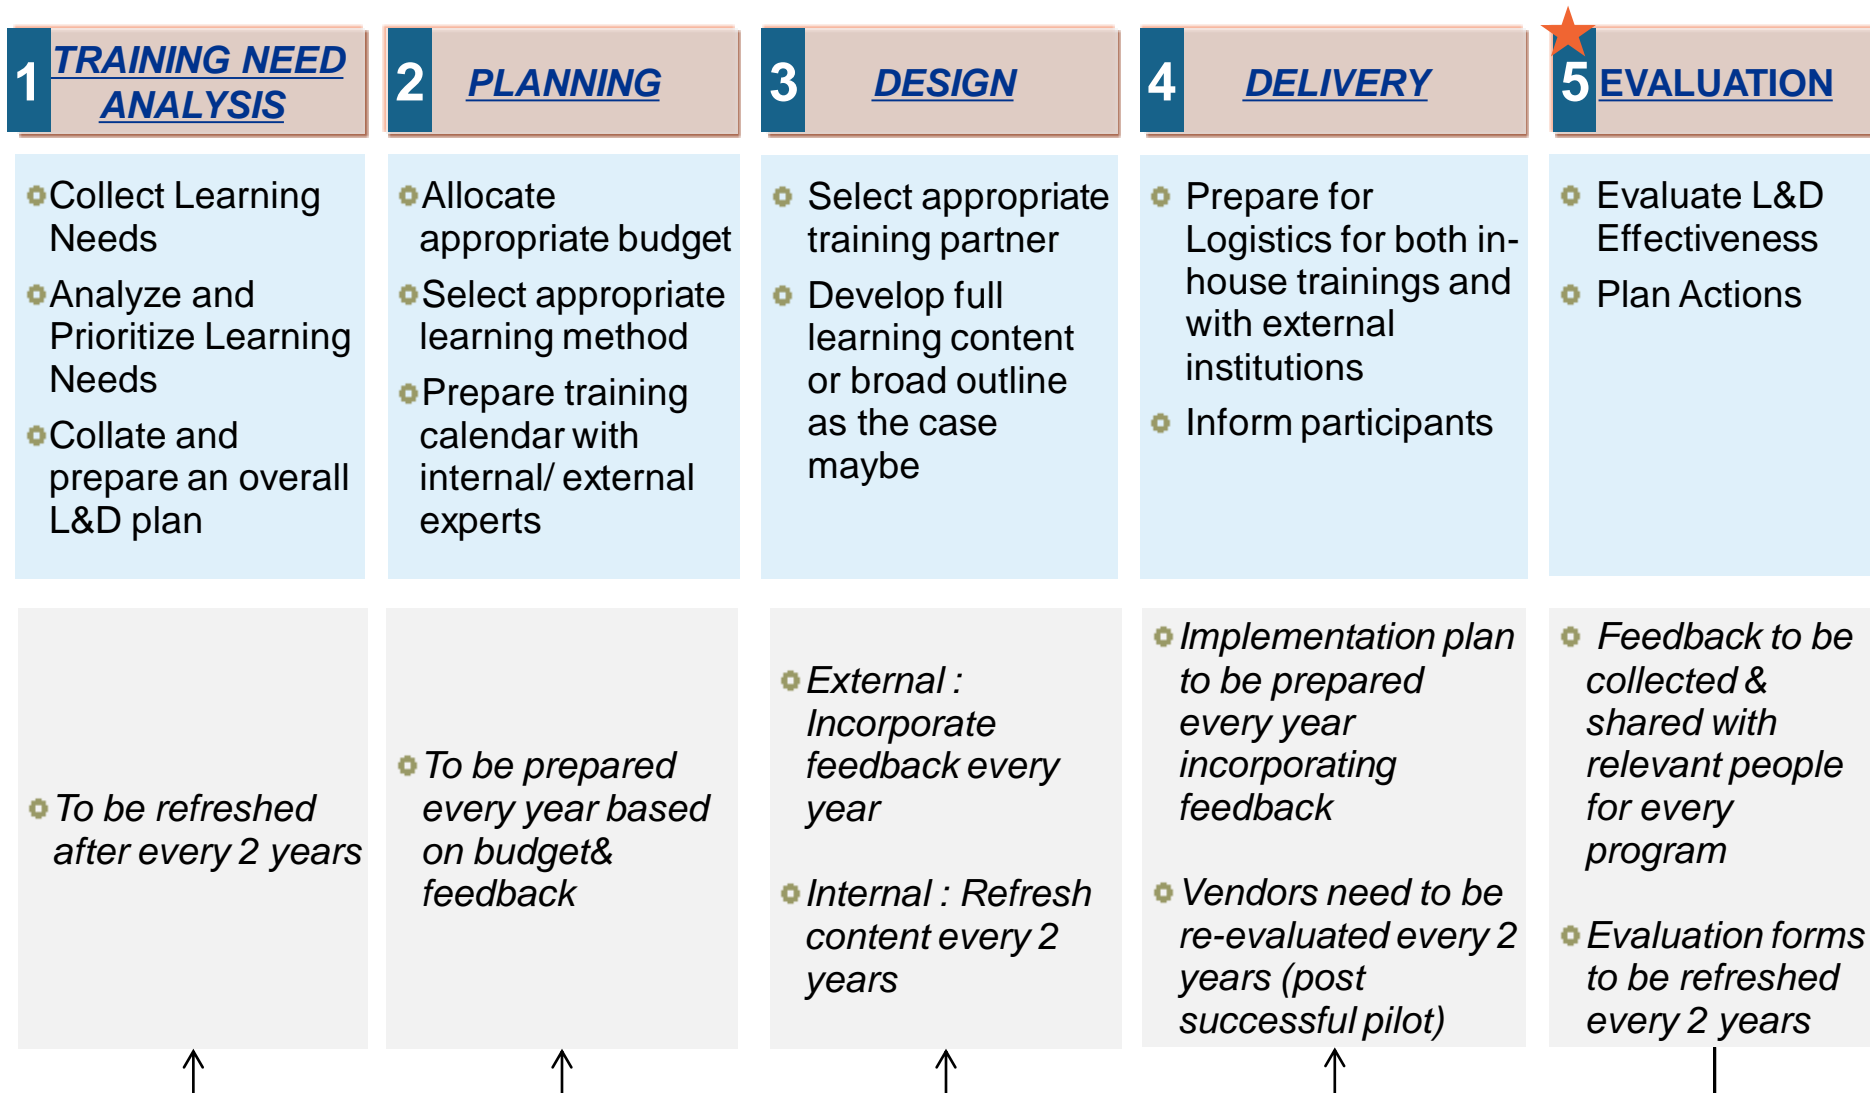 1
TRAINING NEED
ANALYSIS
2
PLANNING
3
DESIGN
4
DELIVERY
5
EVALUATION
Collect Learning
Needs
Analyze and
Prioritize Learning
Needs
Collate and
prepare an overall
L&D plan
Allocate
appropriate budget
Select appropriate
learning method
Prepare training
calendar with
internal/ external
experts
Select appropriate
training partner
Develop full
learning content
or broad outline
as the case
maybe
Prepare for
Logistics for both in-
house trainings and
with external
institutions
Inform participants
Evaluate L&D
Effectiveness
Plan Actions
To be refreshed
after every 2 years
To be prepared
every year based
on budget&
feedback
External :
Incorporate
feedback every
year
Internal : Refresh
content every 2
years
Implementation plan
to be prepared
every year
incorporating
feedback
Vendors need to be
re-evaluated every 2
years (post
successful pilot)
Feedback to be
collected &
shared with
relevant people
for every
program
Evaluation forms
to be refreshed
every 2 years